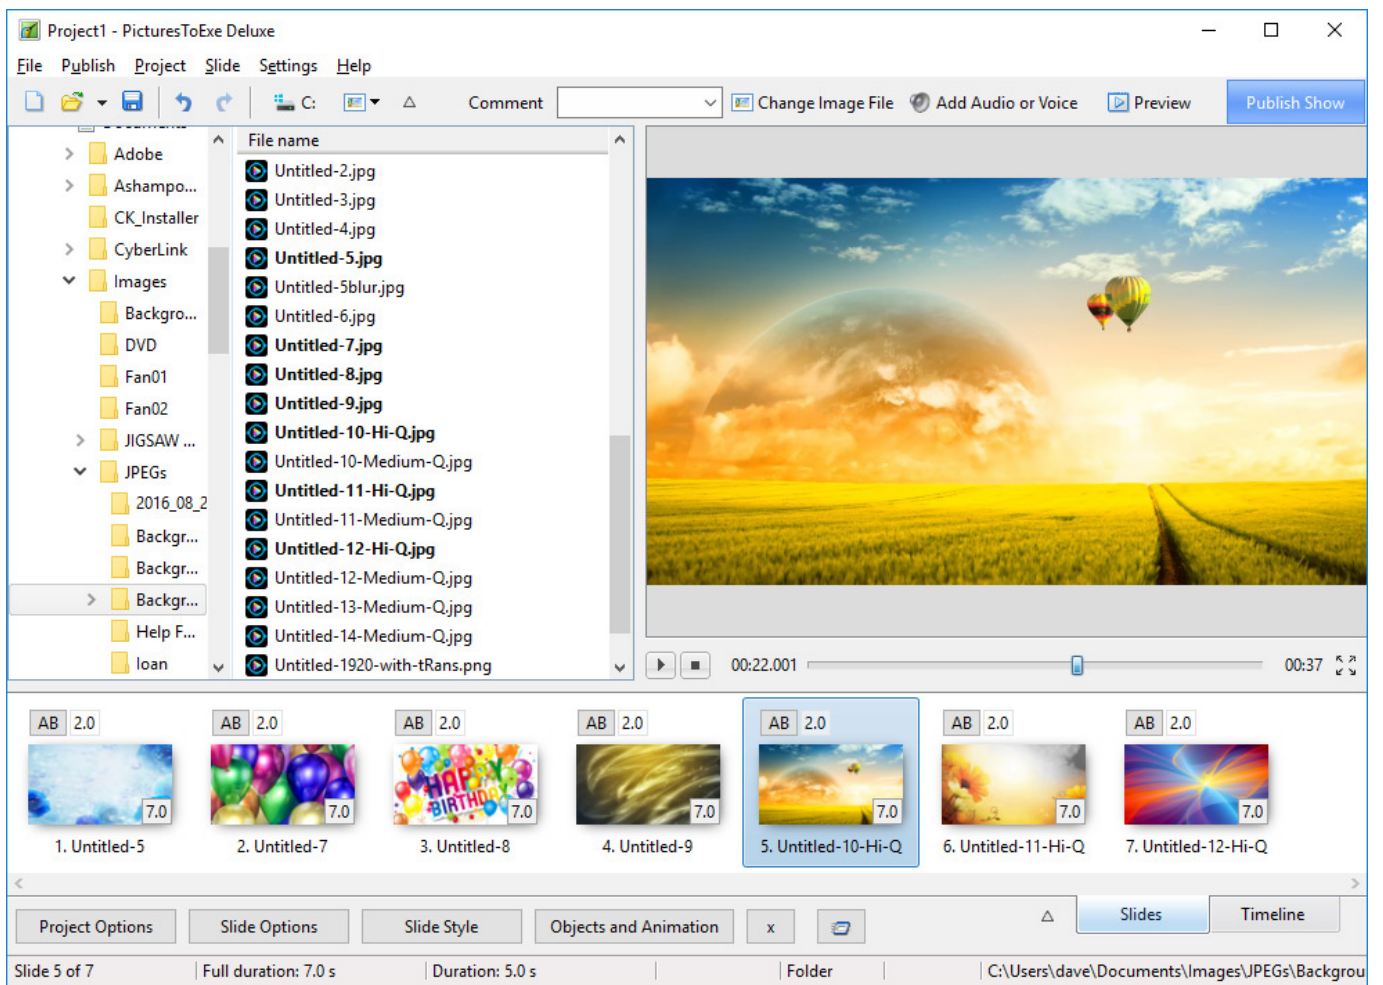 Project1 - PicturesToExe Deluxe
File Publish Project Slide Settings Help
C: Comment Change Image File Add Audio or Voice Preview Publish Show
Adobe
Ashampo...
CK_Installer
CyberLink
Images
Backgro...
DVD
Fan01
Fan02
JIGSAW ...
JPEGs
2016_08_2
Backgr...
Backgr...
Backgr...
Help F...
loan
File name
Untitled-2.jpg
Untitled-3.jpg
Untitled-4.jpg
Untitled-5.jpg
Untitled-5blur.jpg
Untitled-6.jpg
Untitled-7.jpg
Untitled-8.jpg
Untitled-9.jpg
Untitled-10-Hi-Q.jpg
Untitled-10-Medium-Q.jpg
Untitled-11-Hi-Q.jpg
Untitled-11-Medium-Q.jpg
Untitled-12-Hi-Q.jpg
Untitled-12-Medium-Q.jpg
Untitled-13-Medium-Q.jpg
Untitled-14-Medium-Q.jpg
Untitled-1920-with-tRans.png
00:22.001 00:37
AB 2.0 AB 2.0 AB 2.0 AB 2.0 AB 2.0 AB 2.0 AB 2.0
HAPPY
BIRTHDAY
7.0 7.0 7.0 7.0 7.0 7.0 7.0
1. Untitled-5 2. Untitled-7 3. Untitled-8 4. Untitled-9 5. Untitled-10-Hi-Q 6. Untitled-11-Hi-Q 7. Untitled-12-Hi-Q
Project Options Slide Options Slide Style Objects and Animation x Slides Timeline
Slide 5 of 7 Full duration: 7.0 s Duration: 5.0 s Folder C:\Users\dave\Documents\Images\JPEGs\Backgrou